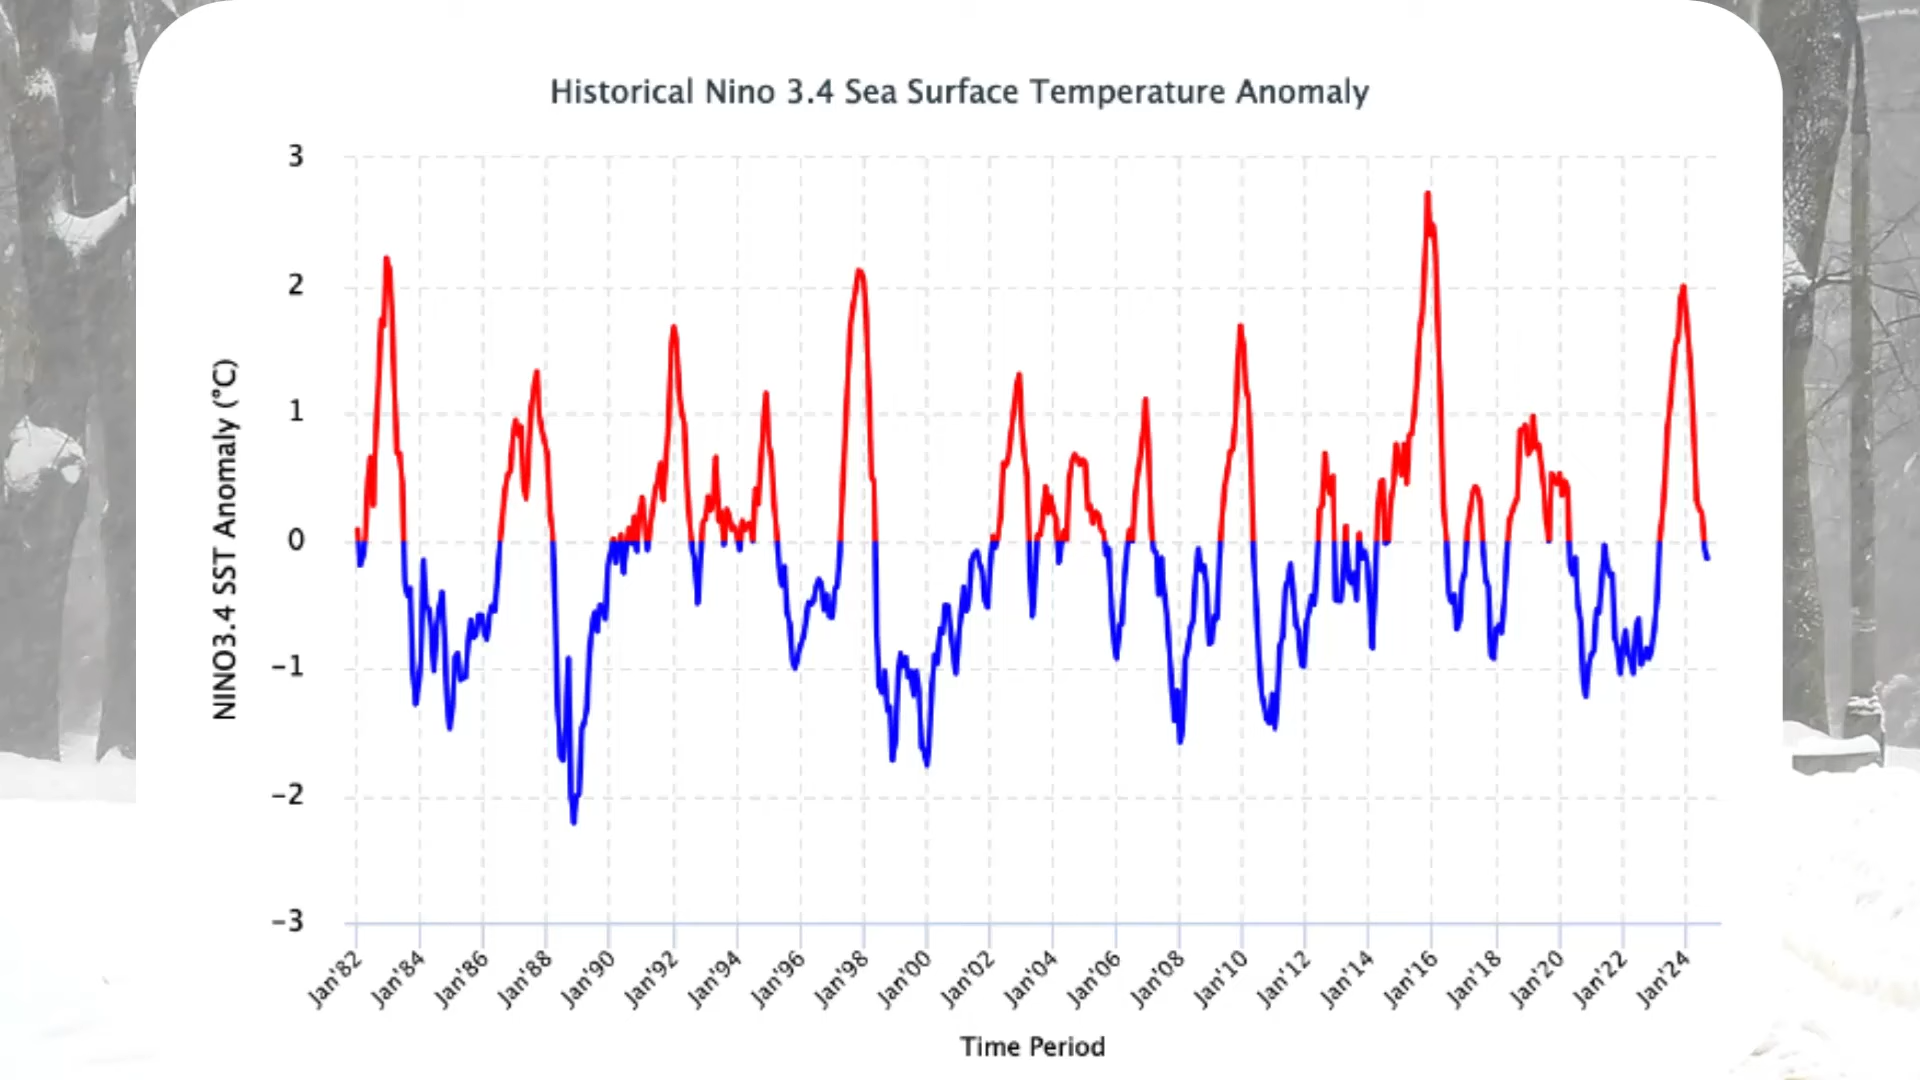 Historical Nino 3.4 Sea Surface Temperature Anomaly
3
2
1
0
−1
−2
−3
NINO3.4 SST Anomaly (°C)
Jan'82
Jan'84
Jan'86
Jan'88
Jan'90
Jan'92
Jan'94
Jan'96
Jan'98
Jan'00
Jan'02
Jan'04
Jan'06
Jan'08
Jan'10
Jan'12
Jan'14
Jan'16
Jan'18
Jan'20
Jan'22
Jan'24
Time Period